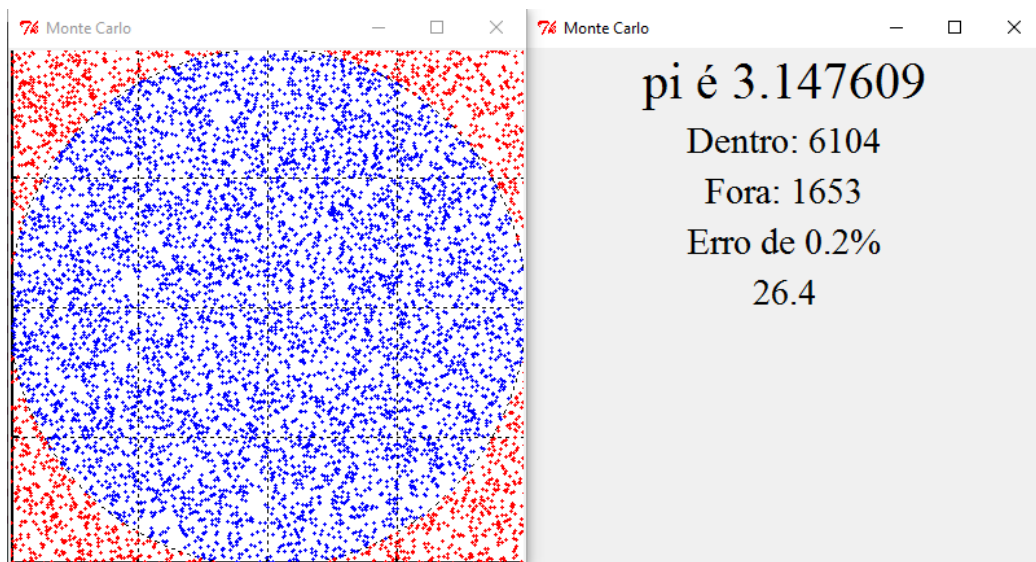 Monte Carlo
Monte Carlo
pi é 3.147609
Dentro: 6104
Fora: 1653
Erro de 0.2%
26.4